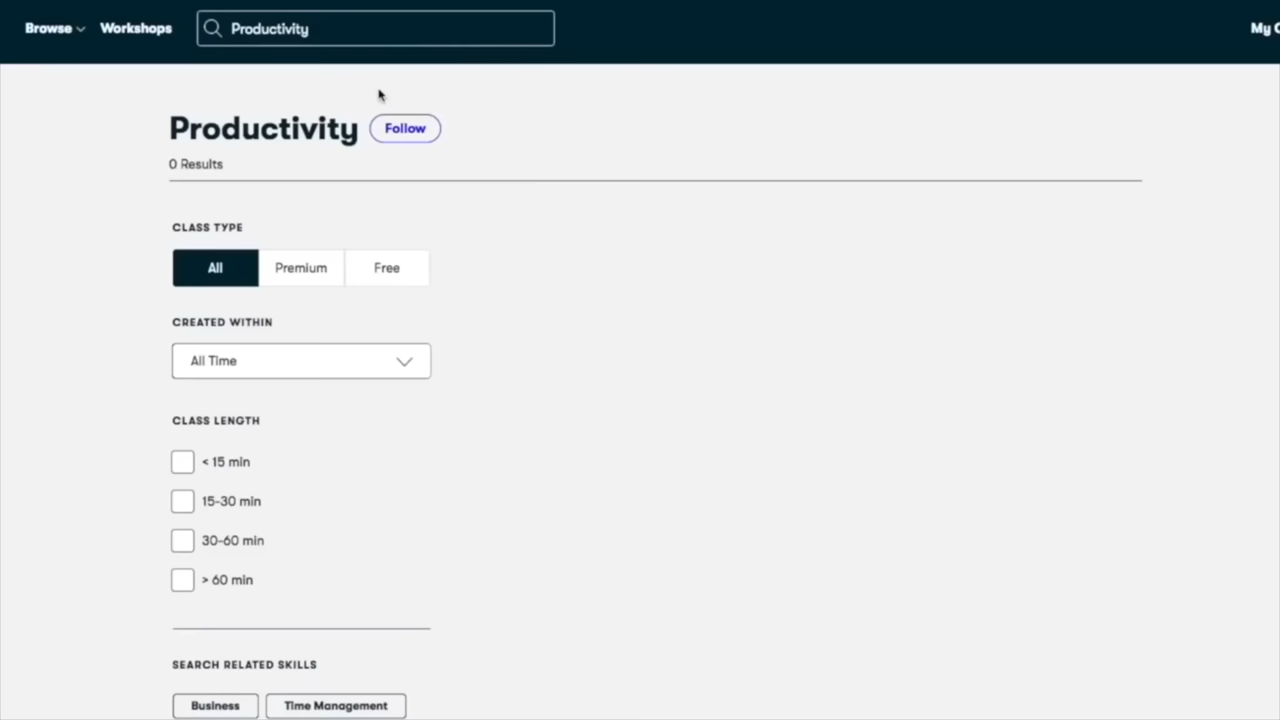 Browse Workshops Productivity My C
Productivity Follow
0 Results
CLASS TYPE
All Premium Free
CREATED WITHIN
All Time
CLASS LENGTH
< 15 min
15-30 min
30-60 min
> 60 min
SEARCH RELATED SKILLS
Business Time Management